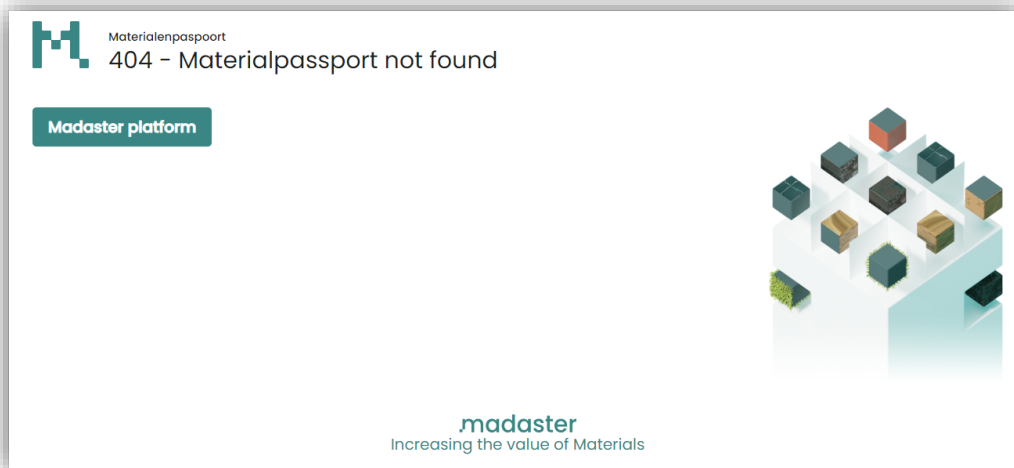 Materialenpaspoort
404 - Materialpassport not found
Madaster platform
.madaster
Increasing the value of Materials